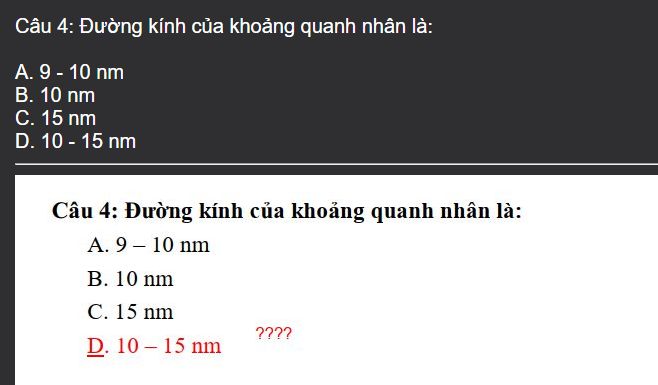 Câu 4: Đường kính của khoảng quanh nhân là:
A. 9 - 10 nm
B. 10 nm
C. 15 nm
D. 10 - 15 nm
Câu 4: Đường kính của khoảng quanh nhân là:
A. 9 – 10 nm
B. 10 nm
C. 15 nm
D. 10 – 15 nm ????